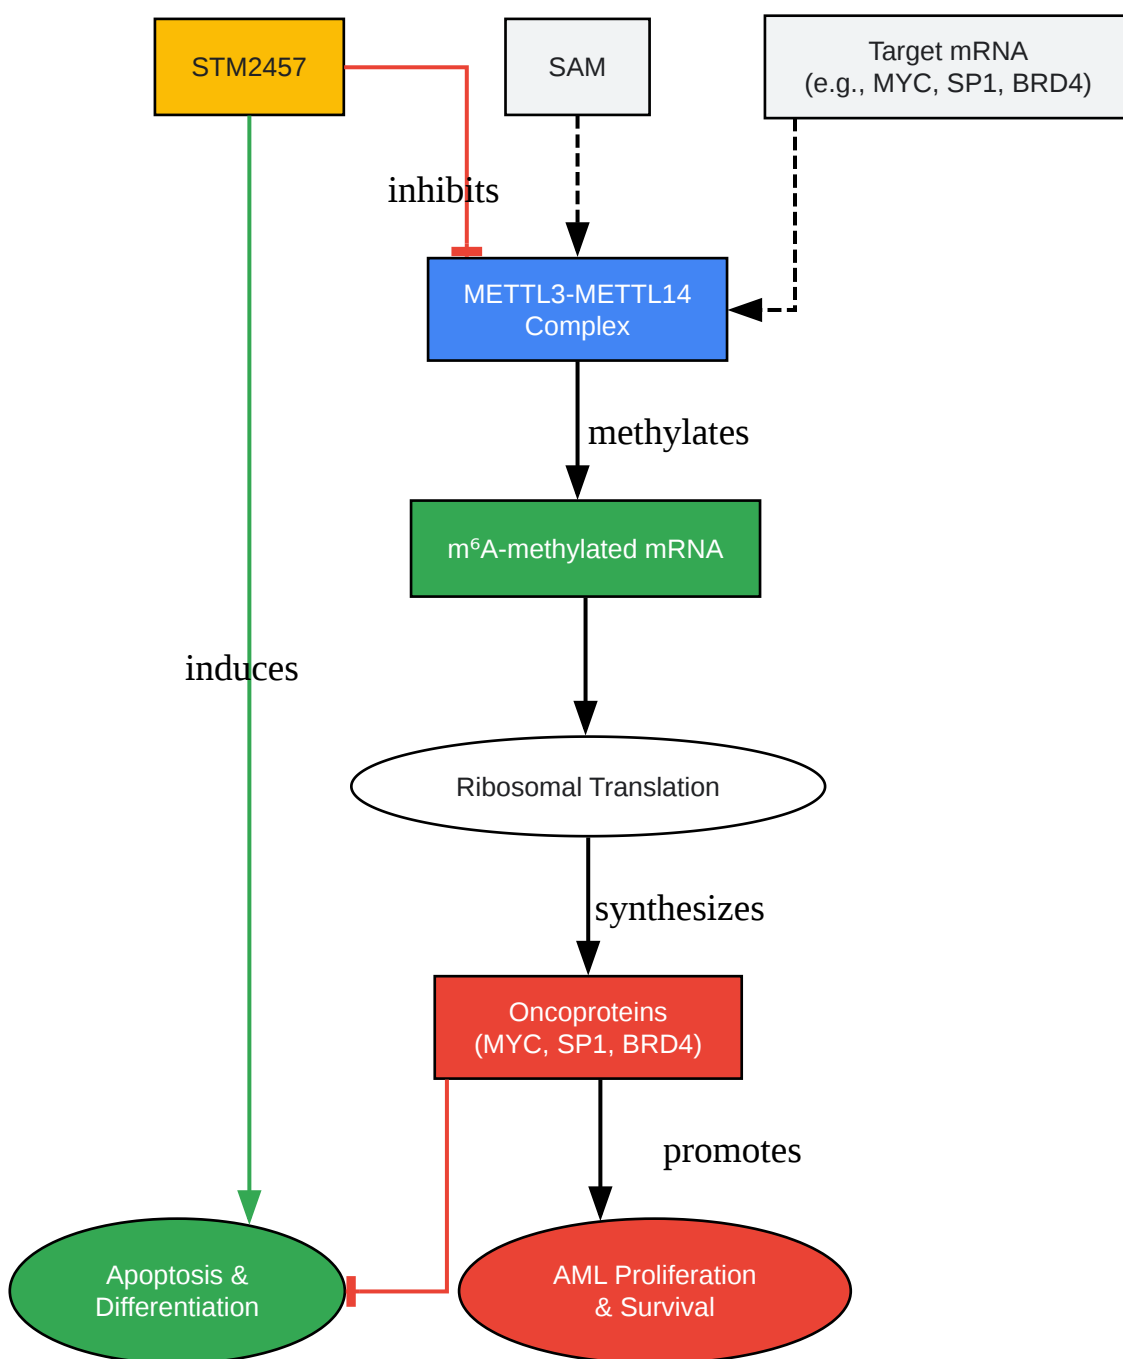 STM2457
SAM
Target mRNA
(e.g., MYC, SP1, BRD4)
inhibits
METTL3-METTL14
Complex
methylates
m⁶A-methylated mRNA
induces
Ribosomal Translation
synthesizes
Oncoproteins
(MYC, SP1, BRD4)
promotes
Apoptosis &
Differentiation
AML Proliferation
& Survival